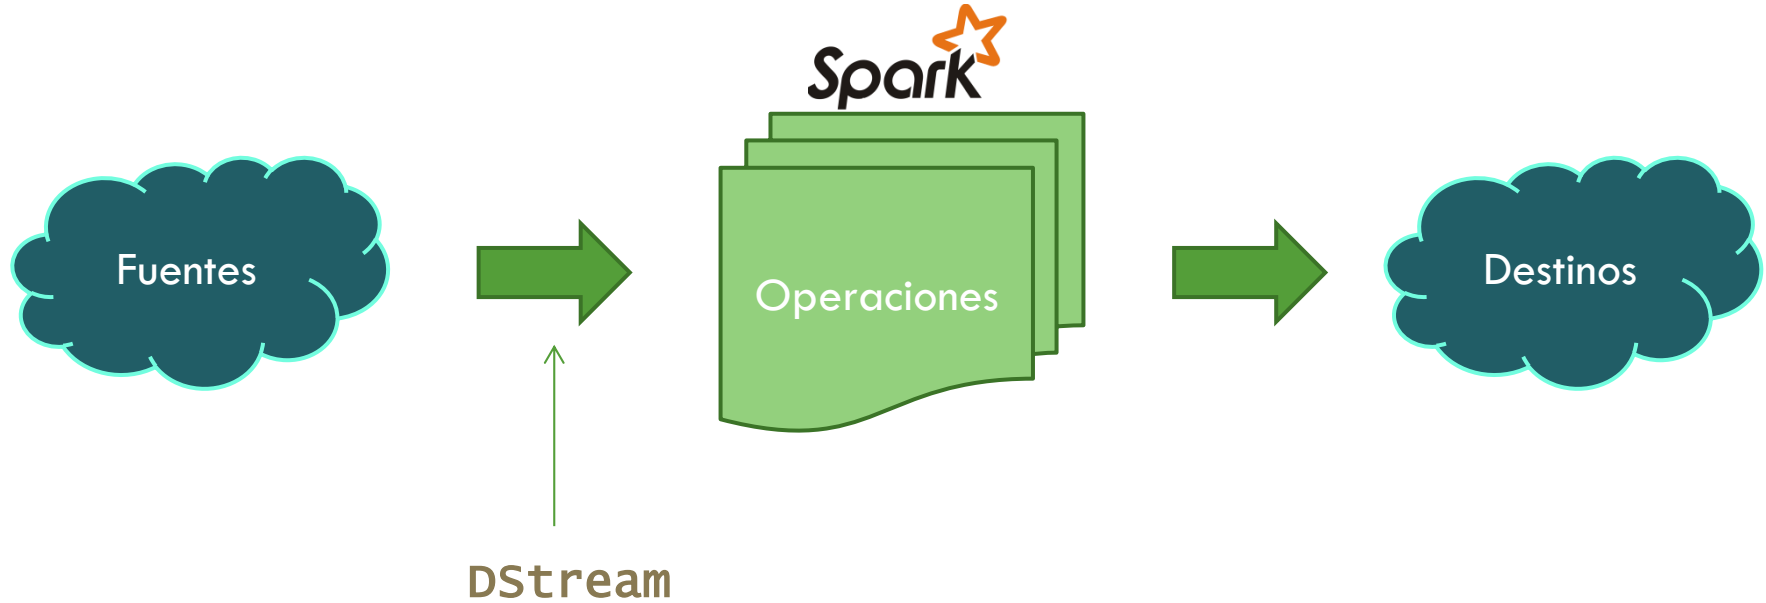 Spark
Fuentes
Operaciones
Destinos
DStream